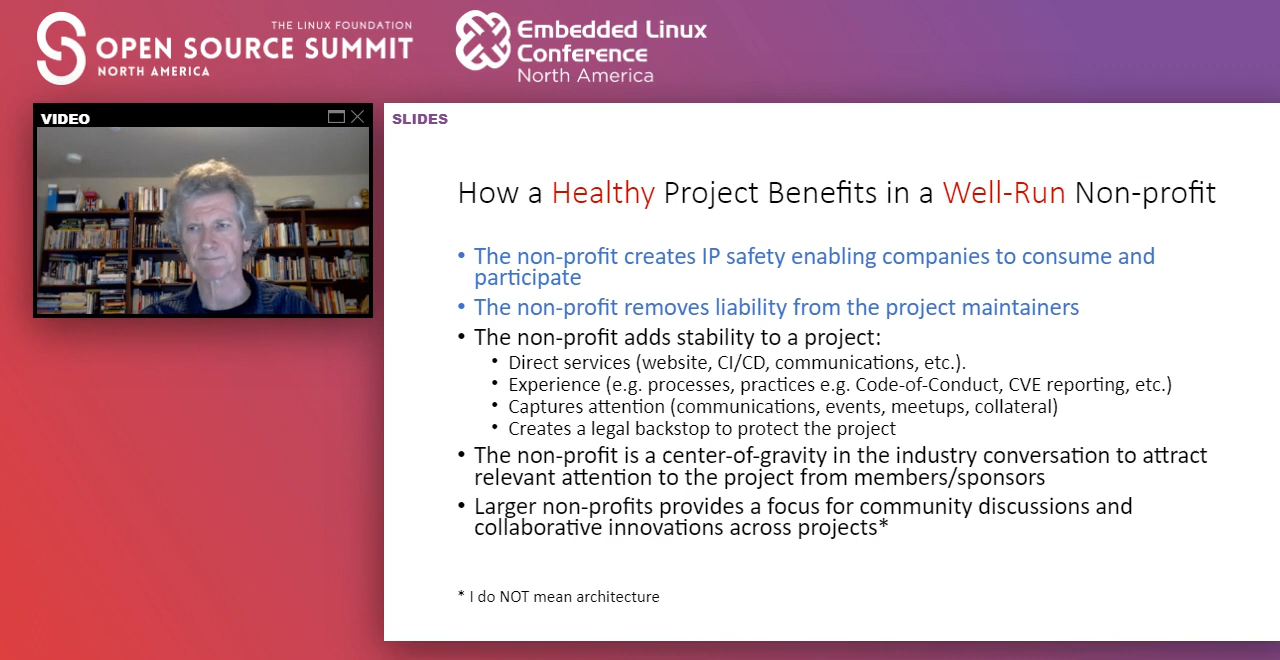 THE LINUX FOUNDATION
OPEN SOURCE SUMMIT
NORTH AMERICA
Embedded Linux
Conference
North America
VIDEO
SLIDES
How a Healthy Project Benefits in a Well-Run Non-profit
• The non-profit creates IP safety enabling companies to consume and
participate
• The non-profit removes liability from the project maintainers
• The non-profit adds stability to a project:
• Direct services (website, CI/CD, communications, etc.).
• Experience (e.g. processes, practices e.g. Code-of-Conduct, CVE reporting, etc.)
• Captures attention (communications, events, meetups, collateral)
• Creates a legal backstop to protect the project
• The non-profit is a center-of-gravity in the industry conversation to attract
relevant attention to the project from members/sponsors
• Larger non-profits provides a focus for community discussions and
collaborative innovations across projects*
* I do NOT mean architecture